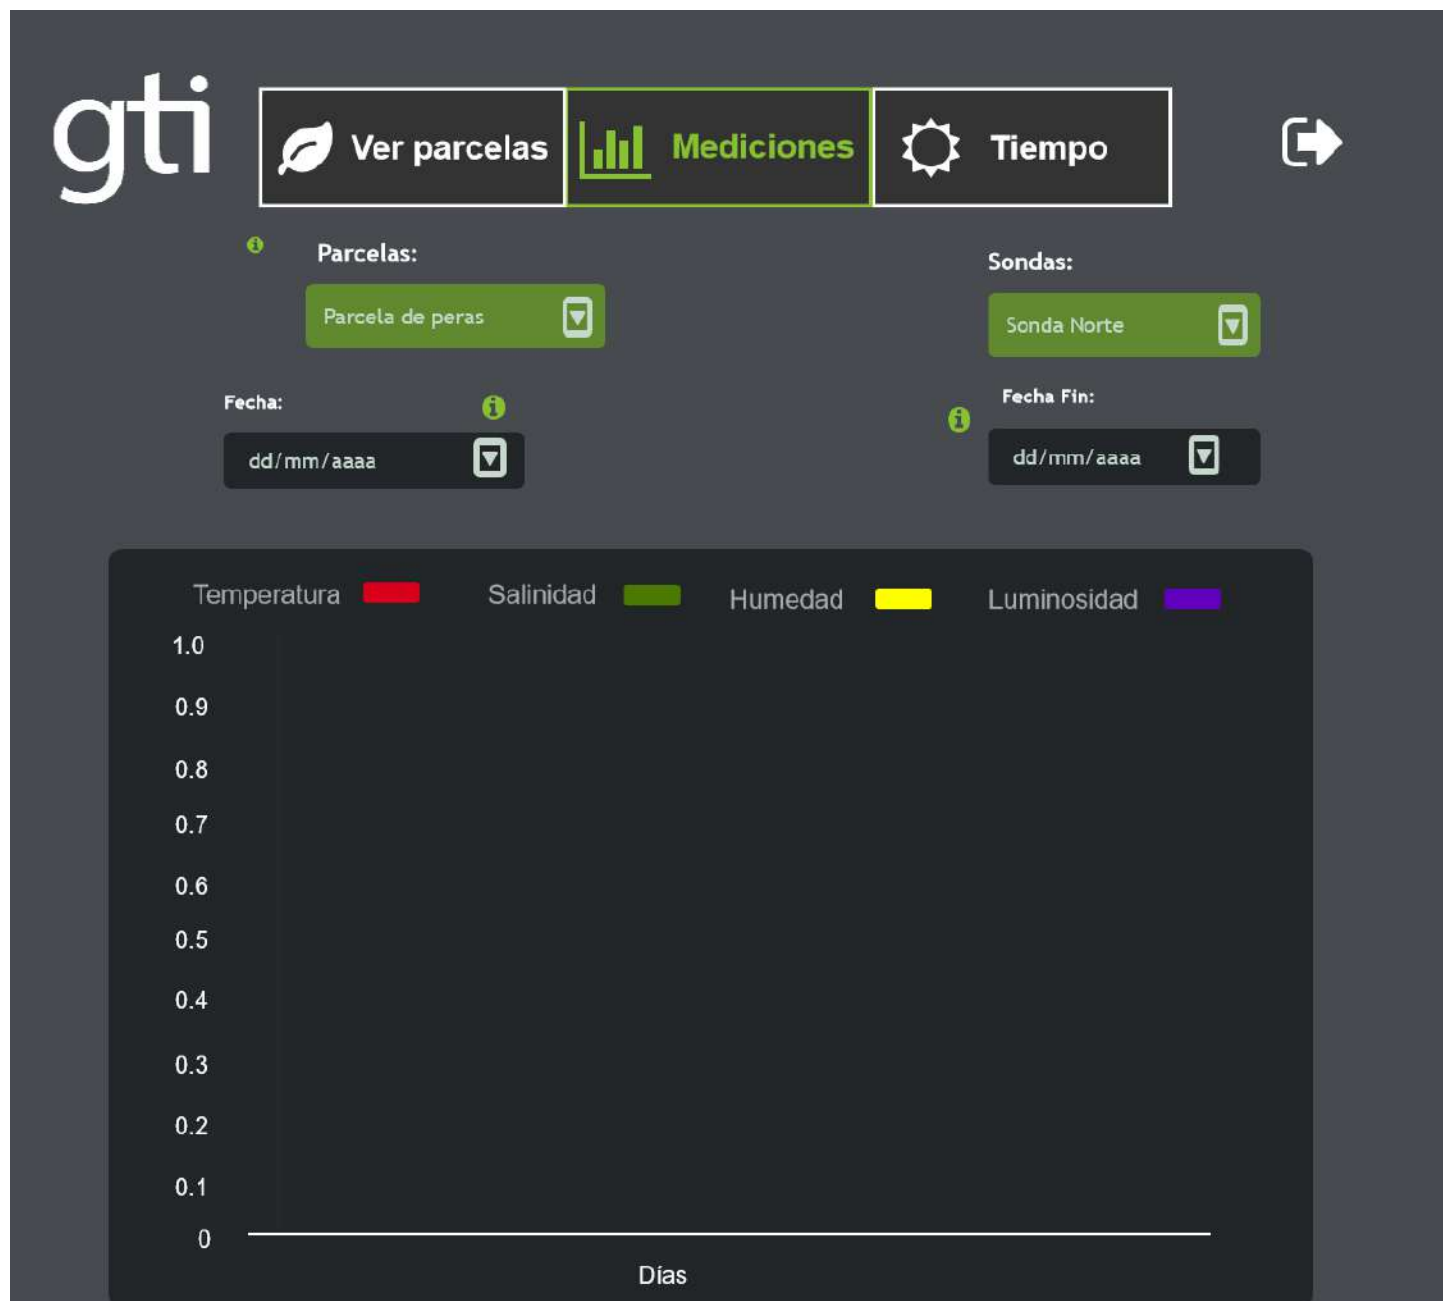 gti
Ver parcelas
Mediciones
Tiempo
Parcelas:
Sondas:
Parcela de peras
Sonda Norte
Fecha:
Fecha Fin:
dd/mm/aaaa
dd/mm/aaaa
Temperatura
Salinidad
Humedad
Luminosidad
1.0
0.9
0.8
0.7
0.6
0.5
0.4
0.3
0.2
0.1
0
Días